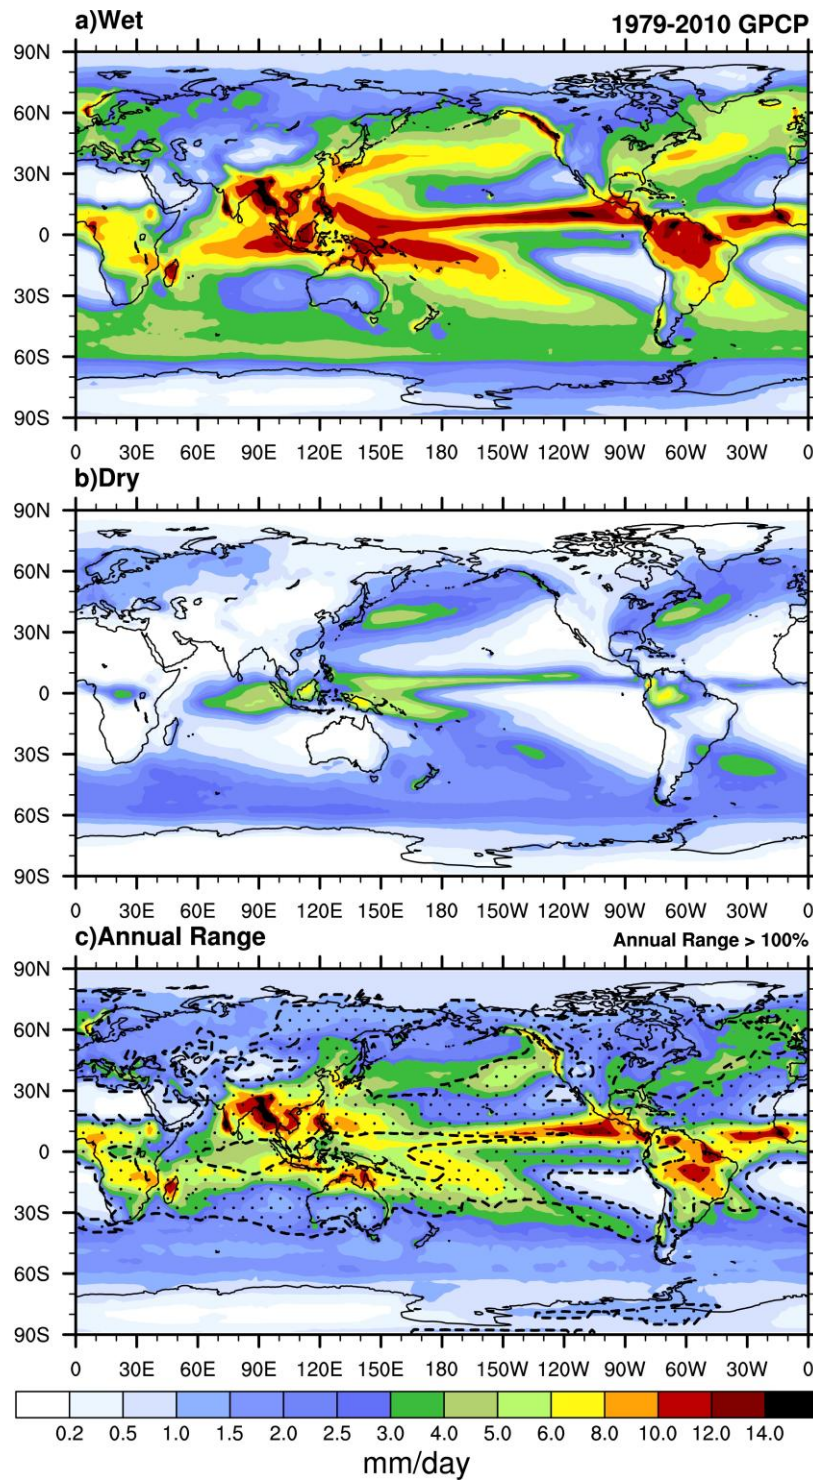 a)Wet 1979-2010 GPCP
90N
60N
30N
0
30S
60S
90S
0 30E 60E 90E 120E 150E 180 150W 120W 90W 60W 30W 0
b)Dry
90N
60N
30N
0
30S
60S
90S
0 30E 60E 90E 120E 150E 180 150W 120W 90W 60W 30W 0
c)Annual Range Annual Range > 100%
90N
60N
30N
0
30S
60S
90S
0 30E 60E 90E 120E 150E 180 150W 120W 90W 60W 30W 0
0.2 0.5 1.0 1.5 2.0 2.5 3.0 4.0 5.0 6.0 8.0 10.0 12.0 14.0
mm/day